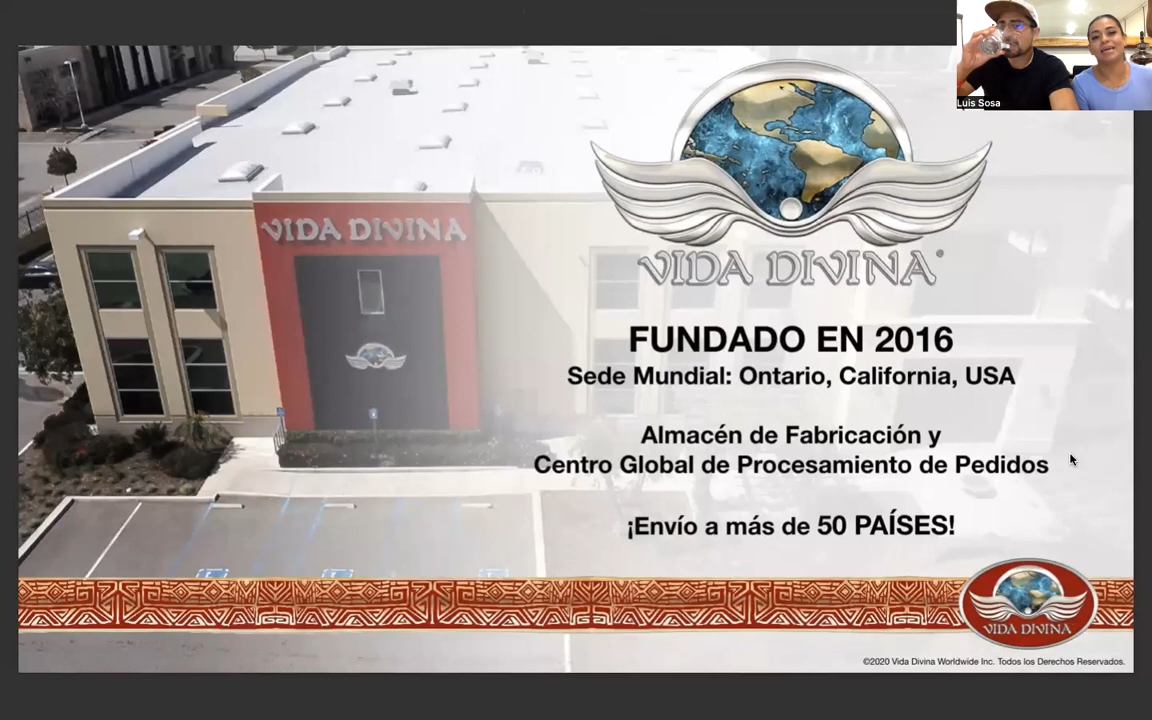 Luis Sosa
VIDA DIVINA
VIDA DIVINA
FUNDADO EN 2016
Sede Mundial: Ontario, California, USA
Almacén de Fabricación y
Centro Global de Procesamiento de Pedidos
¡Envío a más de 50 PAÍSES!
VIDA DIVINA
©2020 Vida Divina Worldwide Inc. Todos los Derechos Reservados.